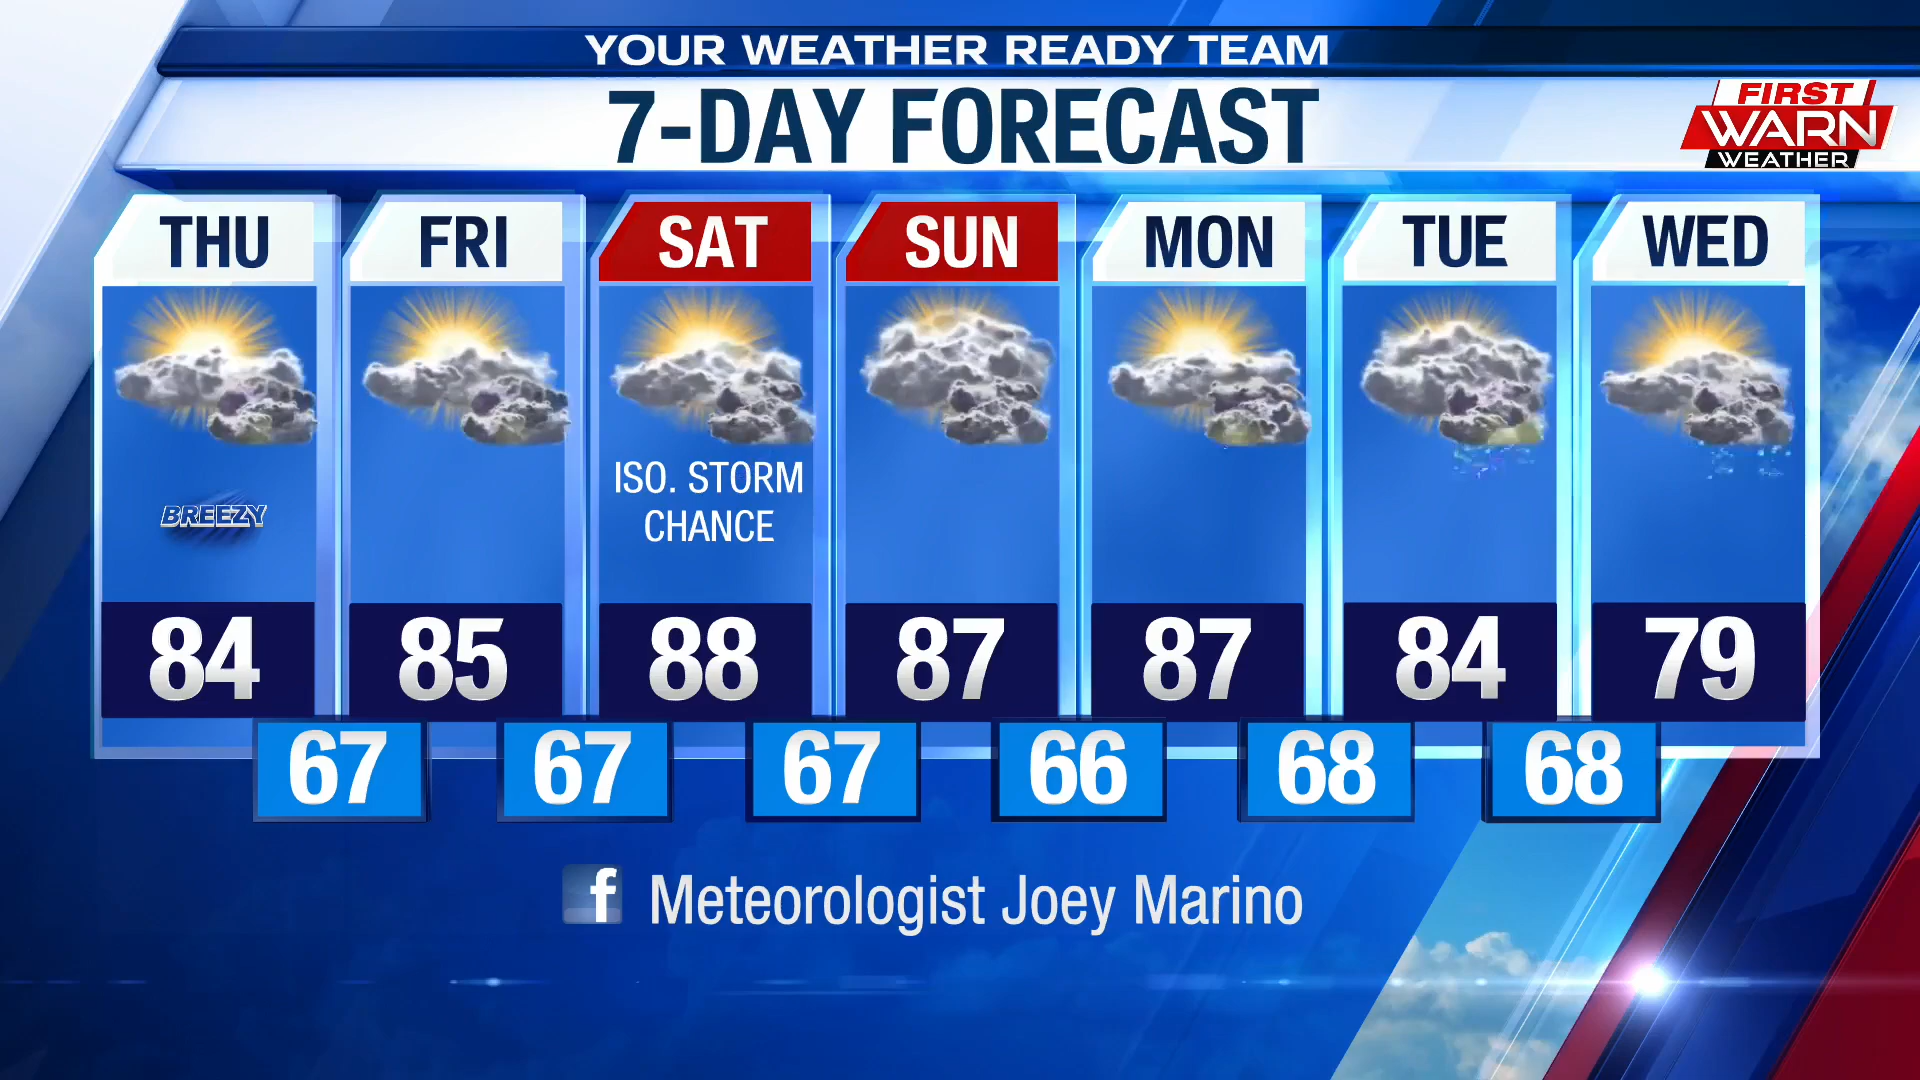 YOUR WEATHER READY TEAM
7-DAY FORECAST
FIRST
WARN
WEATHER
THU
FRI
SAT
SUN
MON
TUE
WED
ISO. STORM
CHANCE
BREEZY
84
85
88
87
87
84
79
67
67
67
66
68
68
f Meteorologist Joey Marino